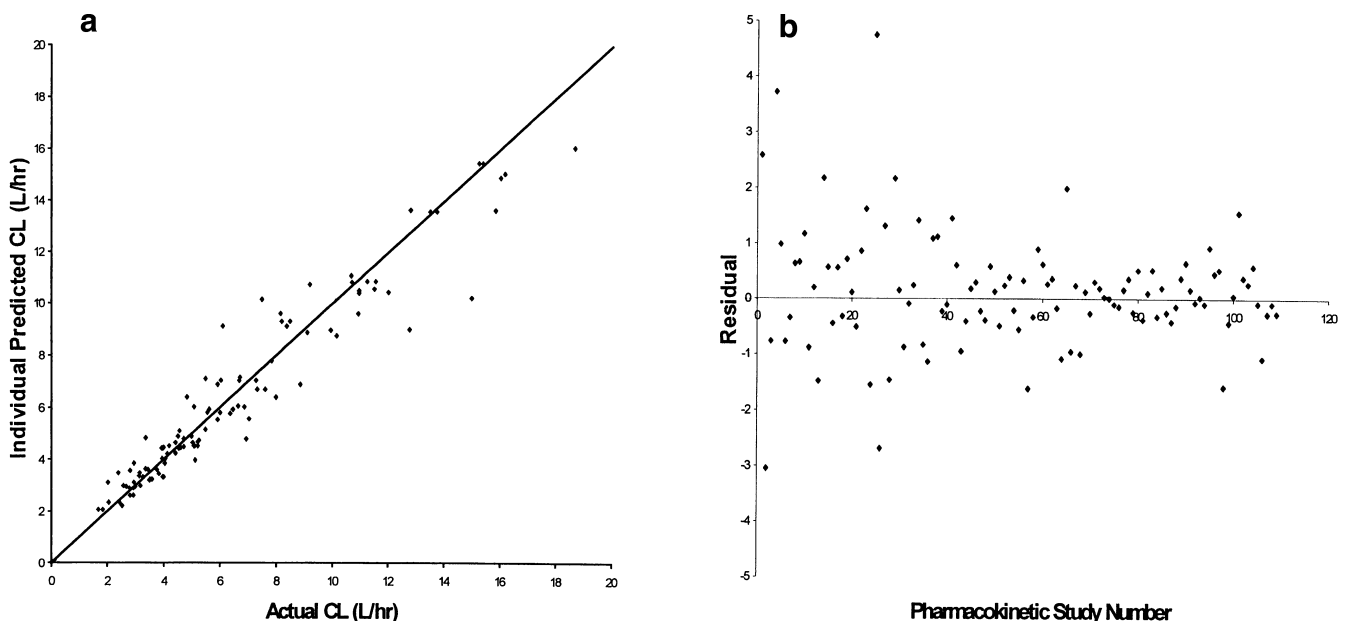 a
20
18
16
14
12
10
8
6
4
2
0
Individual Predicted CL (L/hr)
0 2 4 6 8 10 12 14 16 18 20
Actual CL (L/hr)
b
5
4
3
2
1
0
-1
-2
-3
-4
-5
Residual
0 20 40 60 80 100 120
Pharmacokinetic Study Number